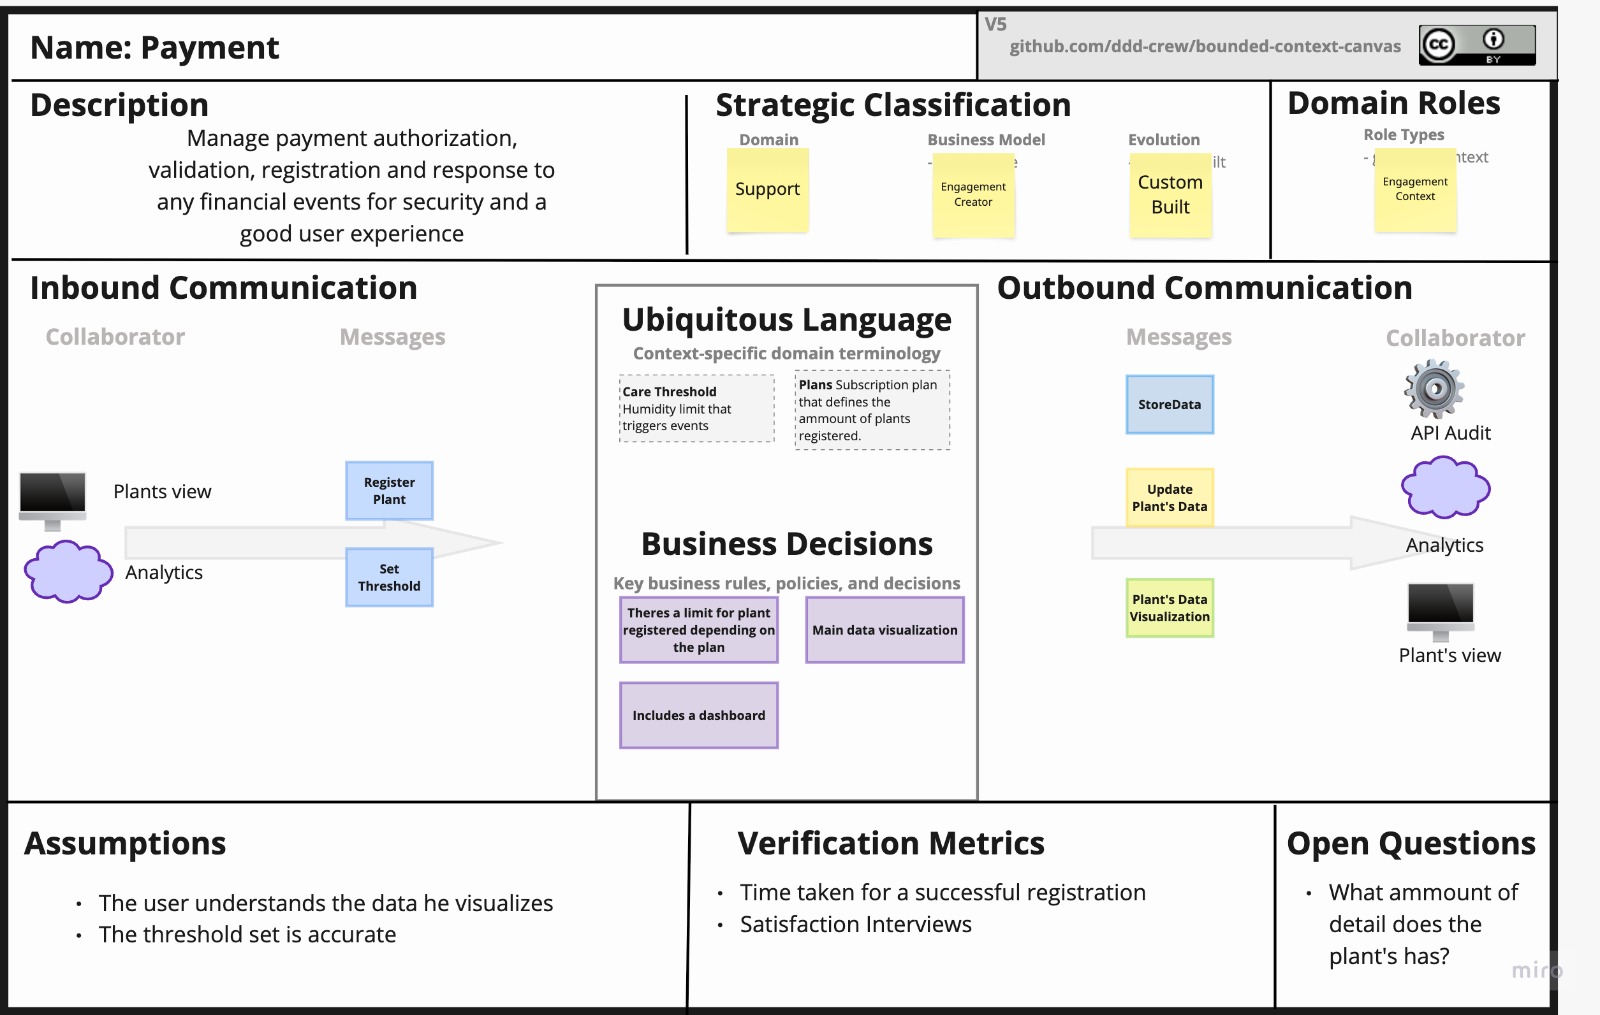 Name: Payment
V5
github.com/ddd-crew/bounded-context-canvas
cc
BY
Description
Manage payment authorization,
validation, registration and response to
any financial events for security and a
good user experience
Strategic Classification
Domain
Support
Business Model
Engagement
Creator
Evolution
ilt
Custom
Built
Domain Roles
Role Types
Engagement
Context
Inbound Communication
Collaborator
Messages
Plants view
Analytics
Register
Plant
Set
Threshold
Ubiquitous Language
Context-specific domain terminology
Care Threshold
Humidity limit that
triggers events
Plans Subscription plan
that defines the
ammount of plants
registered.
Business Decisions
Key business rules, policies, and decisions
Theres a limit for plant
registered depending on
the plan
Main data visualization
Includes a dashboard
Outbound Communication
Messages
Collaborator
StoreData
Update
Plant's Data
Plant's Data
Visualization
API Audit
Analytics
Plant's view
Assumptions
• The user understands the data he visualizes
• The threshold set is accurate
Verification Metrics
• Time taken for a successful registration
• Satisfaction Interviews
Open Questions
• What ammount of
detail does the
plant's has?
miro